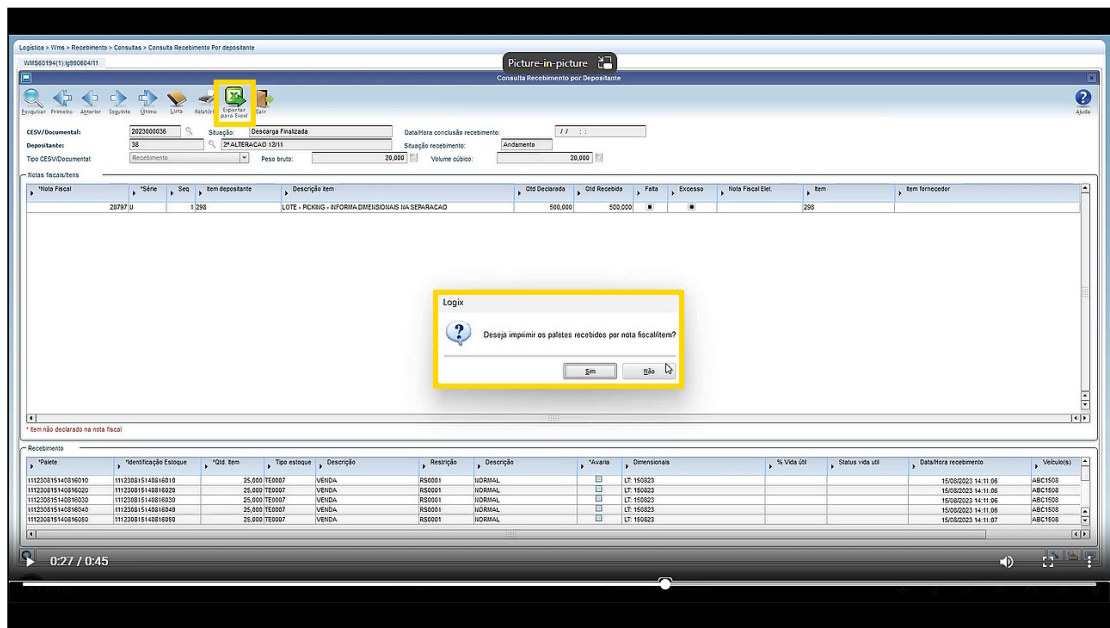 Logística > Wms > Recebimento > Consultas > Consulta Recebimento Por depositante
WMS60194(1):lg990604/11
Picture-in-picture
Consulta Recebimento por Depositante
Pesquisar Primeiro Anterior Seguinte Último Lista Relatóri Exportar para Excel Sair Ajuda
CESV/Documental: 2023000036 Situação: Descarga Finalizada Data/Hora conclusão recebimento: / / : :
Depositante: 38 2ª ALTERACAO 12/11 Situação recebimento: Andamento
Tipo CESV/Documental: Recebimento Peso bruto: 20,000 Volume cúbico: 20,000
Notas fiscais/itens
*Nota Fiscal *Série Seq Item depositante Descrição item Qtd Declarada Qtd Recebida Falta Excesso Nota Fiscal Elet. Item Item fornecedor
20797 U 1 298 LOTE - PICKING - INFORMA DIMENSIONAIS NA SEPARACAO 500,000 500,000 298
Logix
Deseja imprimir os paletes recebidos por nota fiscal/item?
Sim Não
* Item não declarado na nota fiscal
Recebimento
*Palete *Identificação Estoque *Qtd. Item Tipo estoque Descrição Restrição Descrição *Avaria Dimensionais % Vida útil Status vida util Data/Hora recebimento Veículo(s)
111230815140816010 111230815140816010 25,000 TE0007 VENDA RS0001 NORMAL LT: 150823 15/08/2023 14:11:06 ABC1508
111230815140816020 111230815140816020 25,000 TE0007 VENDA RS0001 NORMAL LT: 150823 15/08/2023 14:11:06 ABC1508
111230815140816030 111230815140816030 25,000 TE0007 VENDA RS0001 NORMAL LT: 150823 15/08/2023 14:11:06 ABC1508
111230815140816040 111230815140816040 25,000 TE0007 VENDA RS0001 NORMAL LT: 150823 15/08/2023 14:11:06 ABC1508
111230815140816050 111230815140816050 25,000 TE0007 VENDA RS0001 NORMAL LT: 150823 15/08/2023 14:11:07 ABC1508
0:27 / 0:45